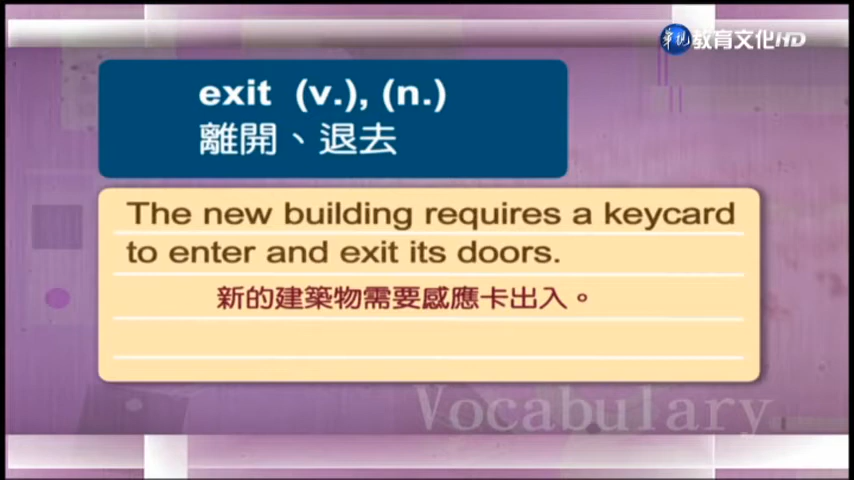 華視 教育文化HD
exit (v.), (n.)
離開、退去
The new building requires a keycard
to enter and exit its doors.
新的建築物需要感應卡出入。
Vocabulary